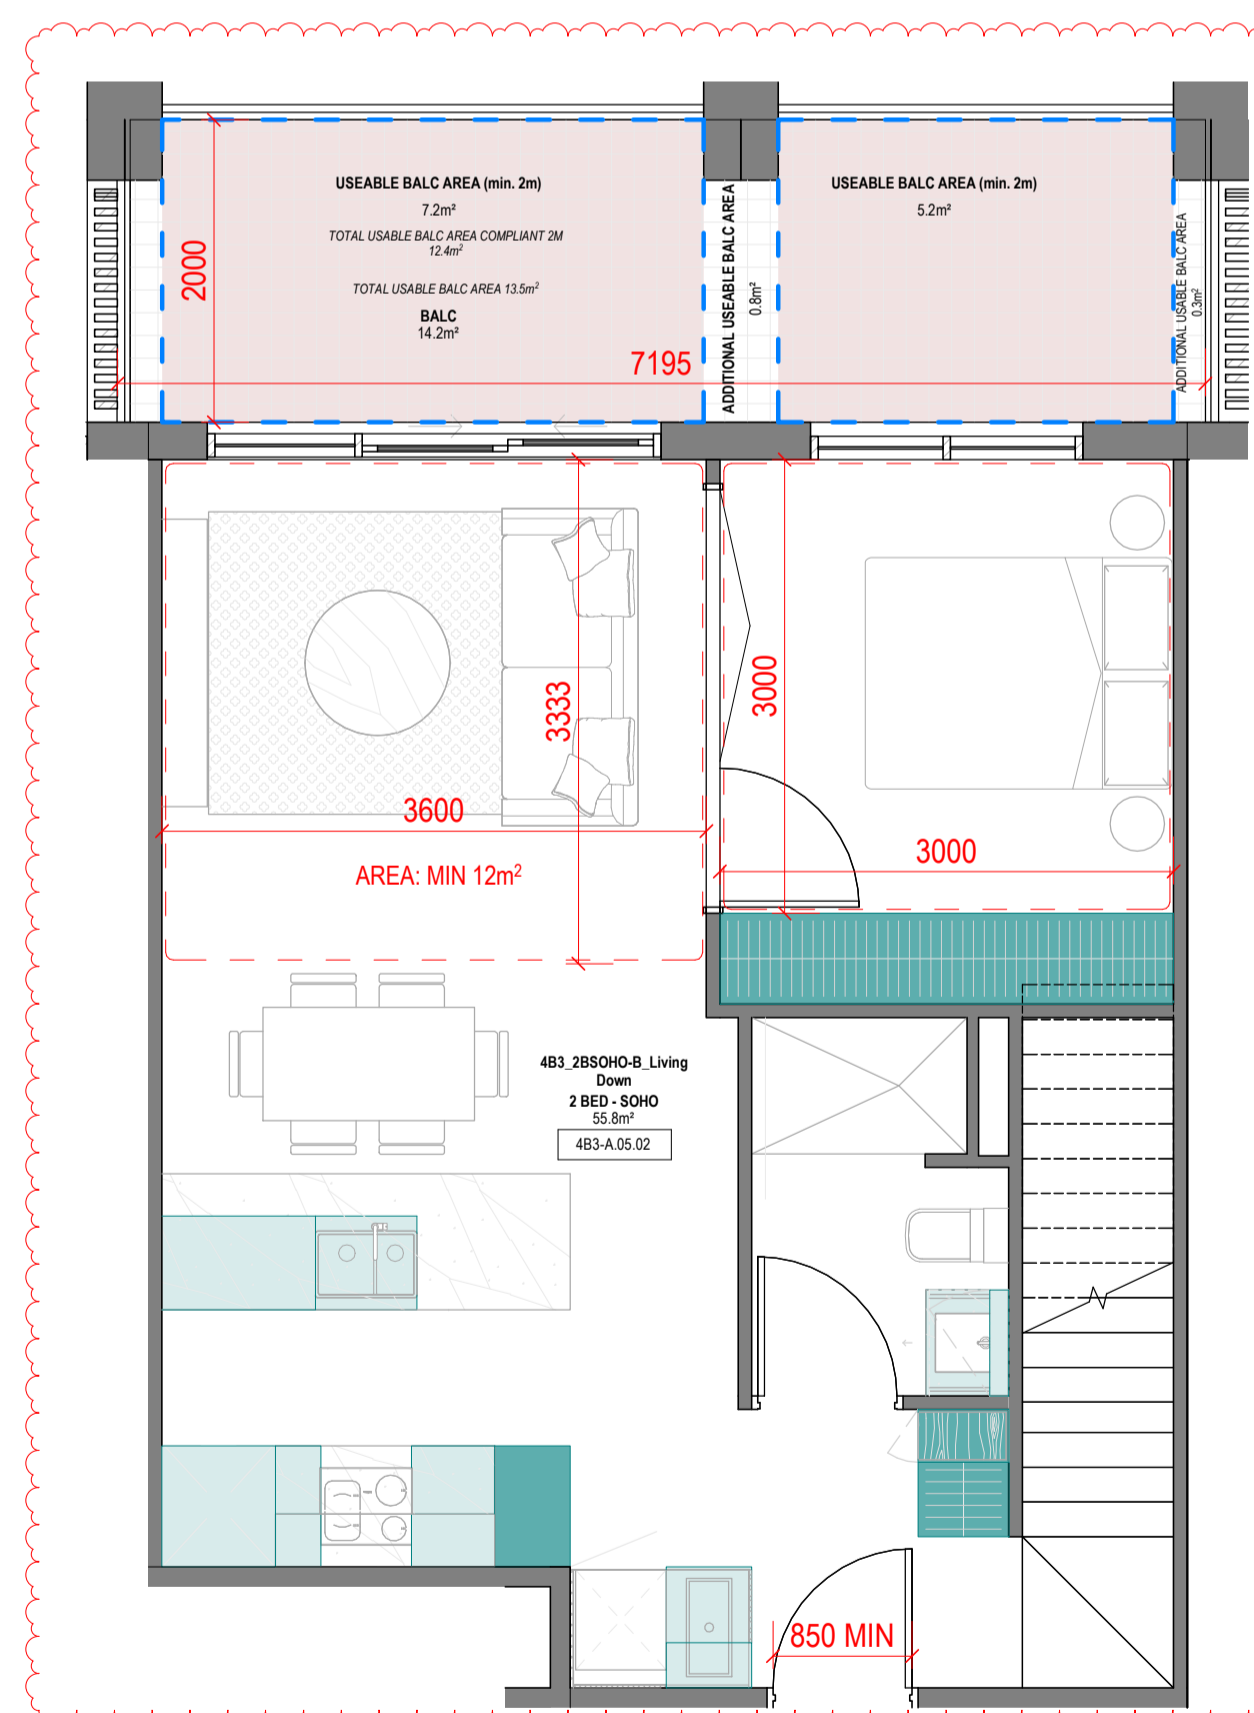 USEABLE BALC AREA (min. 2m)
7.2m²
TOTAL USABLE BALC AREA COMPLIANT 2M
12.4m²
TOTAL USABLE BALC AREA 13.5m²
BALC
14.2m²
2000
7195
ADDITIONAL USEABLE BALC AREA
0.8m²
USEABLE BALC AREA (min. 2m)
5.2m²
ADDITIONAL USABLE BALC AREA
0.3m²
3333
3000
3600
3000
AREA: MIN 12m²
4B3_2BSOHO-B_Living
Down
2 BED - SOHO
55.8m²
4B3-A.05.02
850 MIN